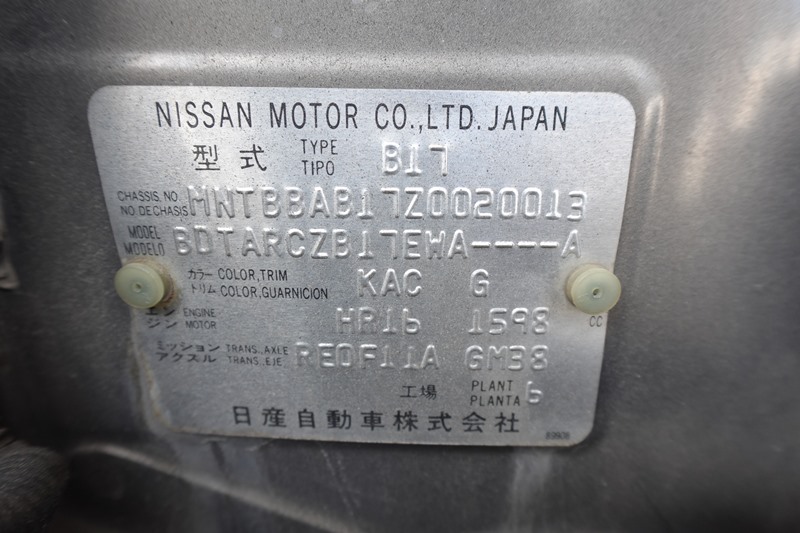 NISSAN MOTOR CO.,LTD. JAPAN
型式 TYPE TIPO B17
CHASSIS. NO. NO DE CHASIS MNTBBAB17Z0020013
MODEL MODELO BDTARCZB17EWA----A
カラー COLOR,TRIM KAC G
トリム COLOR.GUARNICION
エンジン ENGINE MOTOR HR16 1598 CC
ミッション TRANS.,AXLE RE0F11A GM38
アクスル TRANS.,EJE
工場 PLANT PLANTA 6
日産自動車株式会社